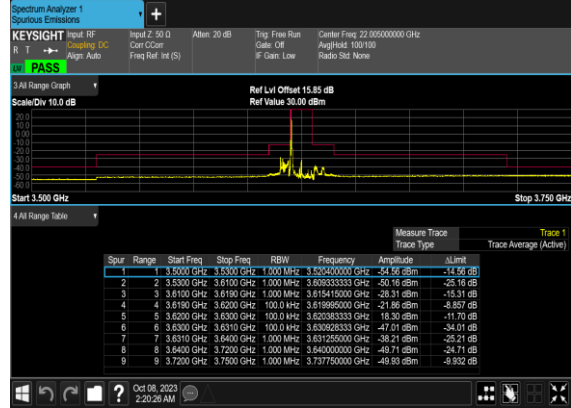 Spectrum Analyzer 1
Spurious Emissions
+
KEYSIGHT Input: RF Input Z: 50 Ω Atten: 20 dB Trig: Free Run Center Freq: 22.005000000 GHz
R T Coupling: DC Corr CCorr Gate: Off Avg|Hold: 100/100
Align: Auto Freq Ref: Int (S) IF Gain: Low Radio Std: None
PASS
3 All Range Graph Ref Lvl Offset 15.85 dB
Scale/Div 10.0 dB Ref Value 30.00 dBm
20.0
10.0
0.00
-10.0
-20.0
-30.0
-40.0
-50.0
-60.0
Start 3.500 GHz Stop 3.750 GHz
4 All Range Table
Measure Trace Trace 1
Trace Type Trace Average (Active)
Spur Range Start Freq Stop Freq RBW Frequency Amplitude ΔLimit
1 1 3.5000 GHz 3.5300 GHz 1.000 MHz 3.520400000 GHz -54.56 dBm -14.56 dB
2 2 3.5300 GHz 3.6100 GHz 1.000 MHz 3.609333333 GHz -50.16 dBm -25.16 dB
3 3 3.6100 GHz 3.6190 GHz 1.000 MHz 3.615415000 GHz -28.31 dBm -15.31 dB
4 4 3.6190 GHz 3.6200 GHz 100.0 kHz 3.619995000 GHz -21.86 dBm -8.857 dB
5 5 3.6200 GHz 3.6300 GHz 100.0 kHz 3.620383333 GHz 18.30 dBm -11.70 dB
6 6 3.6300 GHz 3.6310 GHz 100.0 kHz 3.630928333 GHz -47.01 dBm -34.01 dB
7 7 3.6310 GHz 3.6400 GHz 1.000 MHz 3.631255000 GHz -38.21 dBm -25.21 dB
8 8 3.6400 GHz 3.7200 GHz 1.000 MHz 3.640000000 GHz -49.71 dBm -24.71 dB
9 9 3.7200 GHz 3.7500 GHz 1.000 MHz 3.737750000 GHz -49.93 dBm -9.932 dB
? Oct 08, 2023
2:20:26 AM